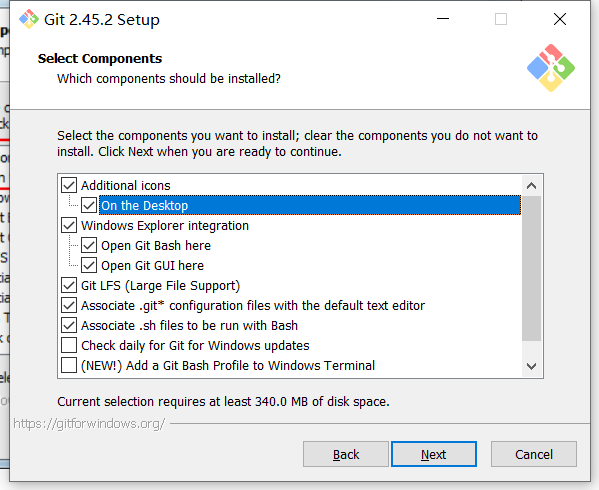 Git 2.45.2 Setup
Select Components
Which components should be installed?
Select the components you want to install; clear the components you do not want to
install. Click Next when you are ready to continue.
Additional icons
On the Desktop
Windows Explorer integration
Open Git Bash here
Open Git GUI here
Git LFS (Large File Support)
Associate .git* configuration files with the default text editor
Associate .sh files to be run with Bash
Check daily for Git for Windows updates
(NEW!) Add a Git Bash Profile to Windows Terminal
Current selection requires at least 340.0 MB of disk space.
https://gitforwindows.org/
Back
Next
Cancel